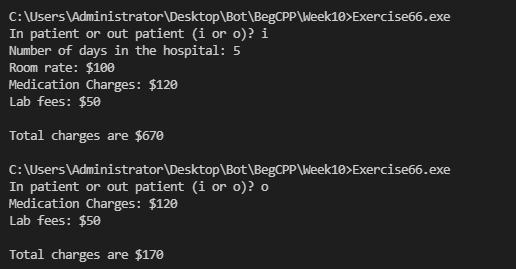 C:\Users\Administrator\Desktop\Bot\BegCPP\Week10>Exercise66.exe
In patient or out patient (i or o)? i
Number of days in the hospital: 5
Room rate: $100
Medication Charges: $120
Lab fees: $50
Total charges are $670
C:\Users\Administrator\Desktop\Bot\BegCPP\Week10>Exercise66.exe
In patient or out patient (i or o)? o
Medication Charges: $120
Lab fees: $50
Total charges are $170